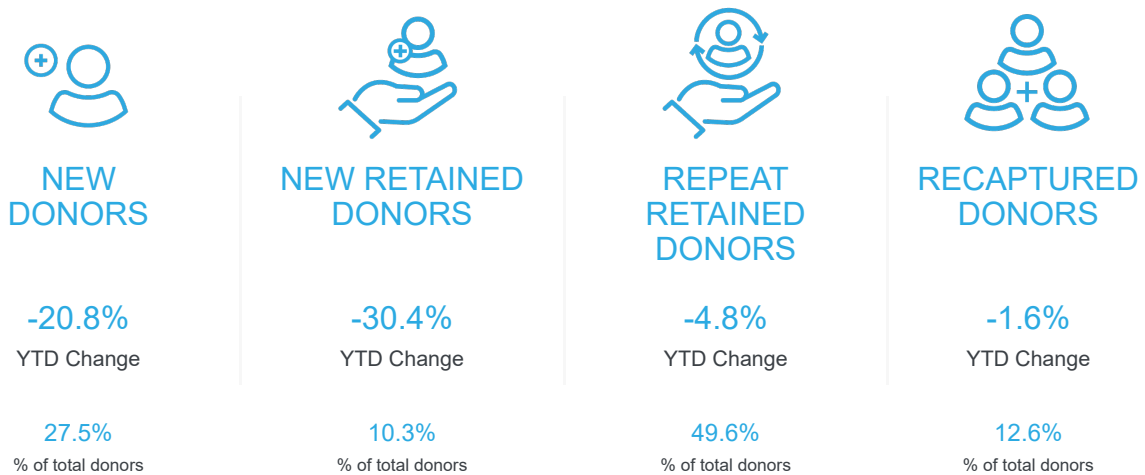 NEW
DONORS
-20.8%
YTD Change
27.5%
% of total donors
NEW RETAINED
DONORS
-30.4%
YTD Change
10.3%
% of total donors
REPEAT
RETAINED
DONORS
-4.8%
YTD Change
49.6%
% of total donors
RECAPTURED
DONORS
-1.6%
YTD Change
12.6%
% of total donors